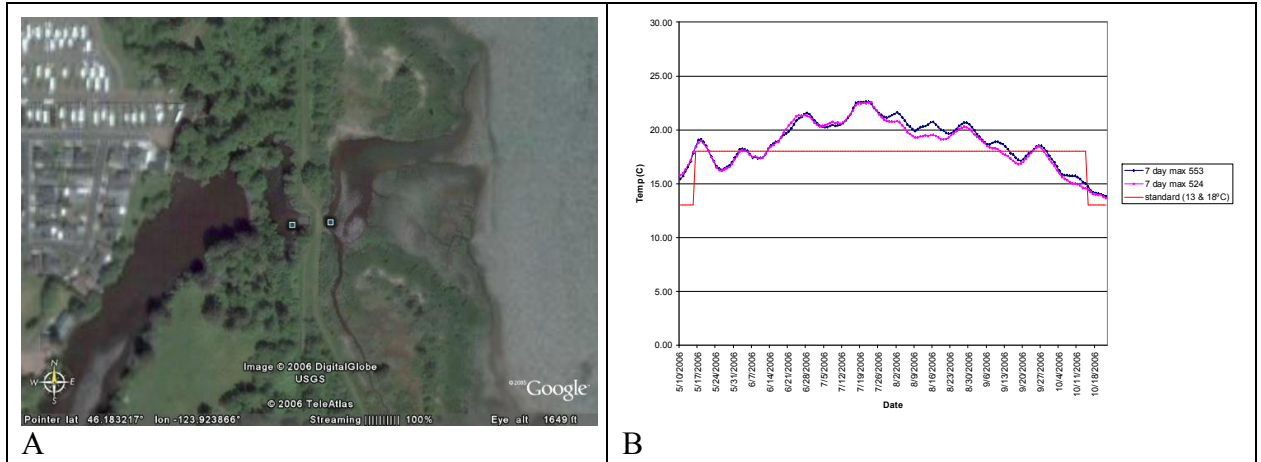 N
W E
S
Image © 2006 DigitalGlobe
USGS
© 2006 TeleAtlas
©2005 Google™
Pointer lat 46.183217° lon -123.923866° Streaming |||||||||| 100% Eye alt 1649 ft
A
30.00
25.00
20.00
15.00
10.00
5.00
0.00
Temp (C)
5/10/2006
5/17/2006
5/24/2006
5/31/2006
6/7/2006
6/14/2006
6/21/2006
6/28/2006
7/5/2006
7/12/2006
7/19/2006
7/26/2006
8/2/2006
8/9/2006
8/16/2006
8/23/2006
8/30/2006
9/6/2006
9/13/2006
9/20/2006
9/27/2006
10/4/2006
10/11/2006
10/18/2006
Date
7 day max 553
7 day max 524
standard (13 & 18°C)
B